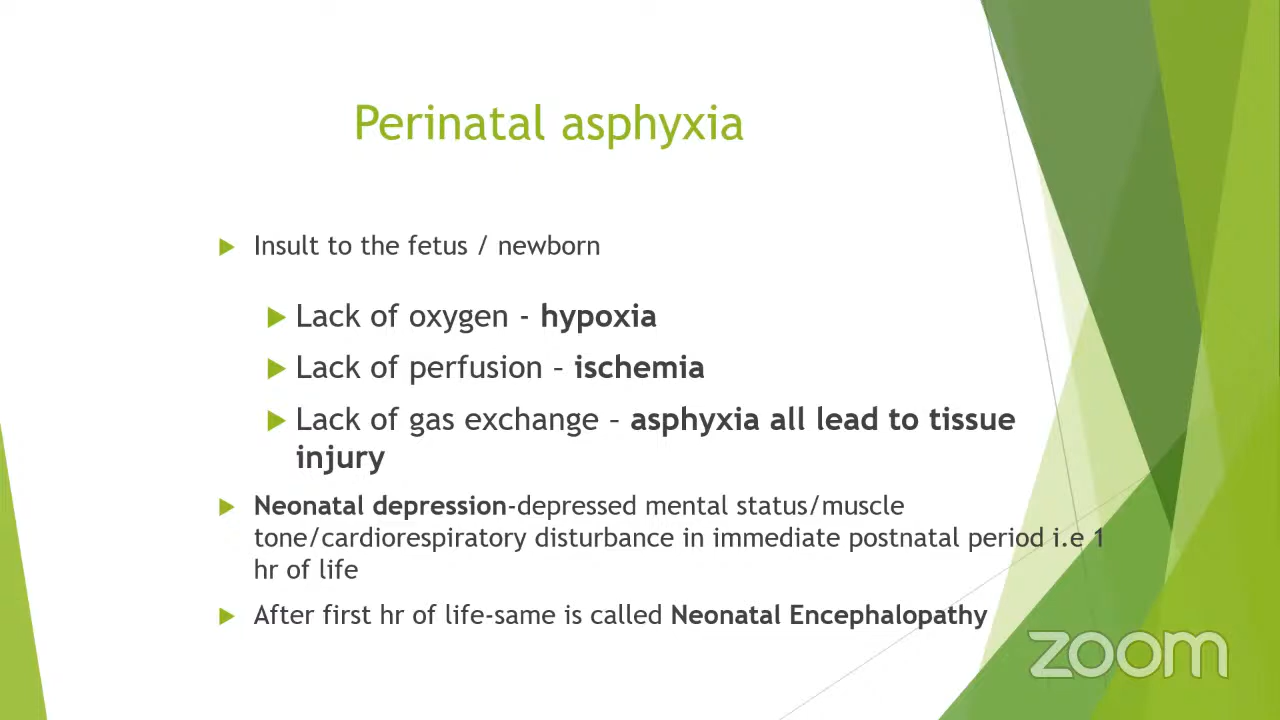 Perinatal asphyxia
Insult to the fetus / newborn
Lack of oxygen - hypoxia
Lack of perfusion – ischemia
Lack of gas exchange – asphyxia all lead to tissue
injury
Neonatal depression-depressed mental status/muscle
tone/cardiorespiratory disturbance in immediate postnatal period i.e 1
hr of life
After first hr of life-same is called Neonatal Encephalopathy
zoom